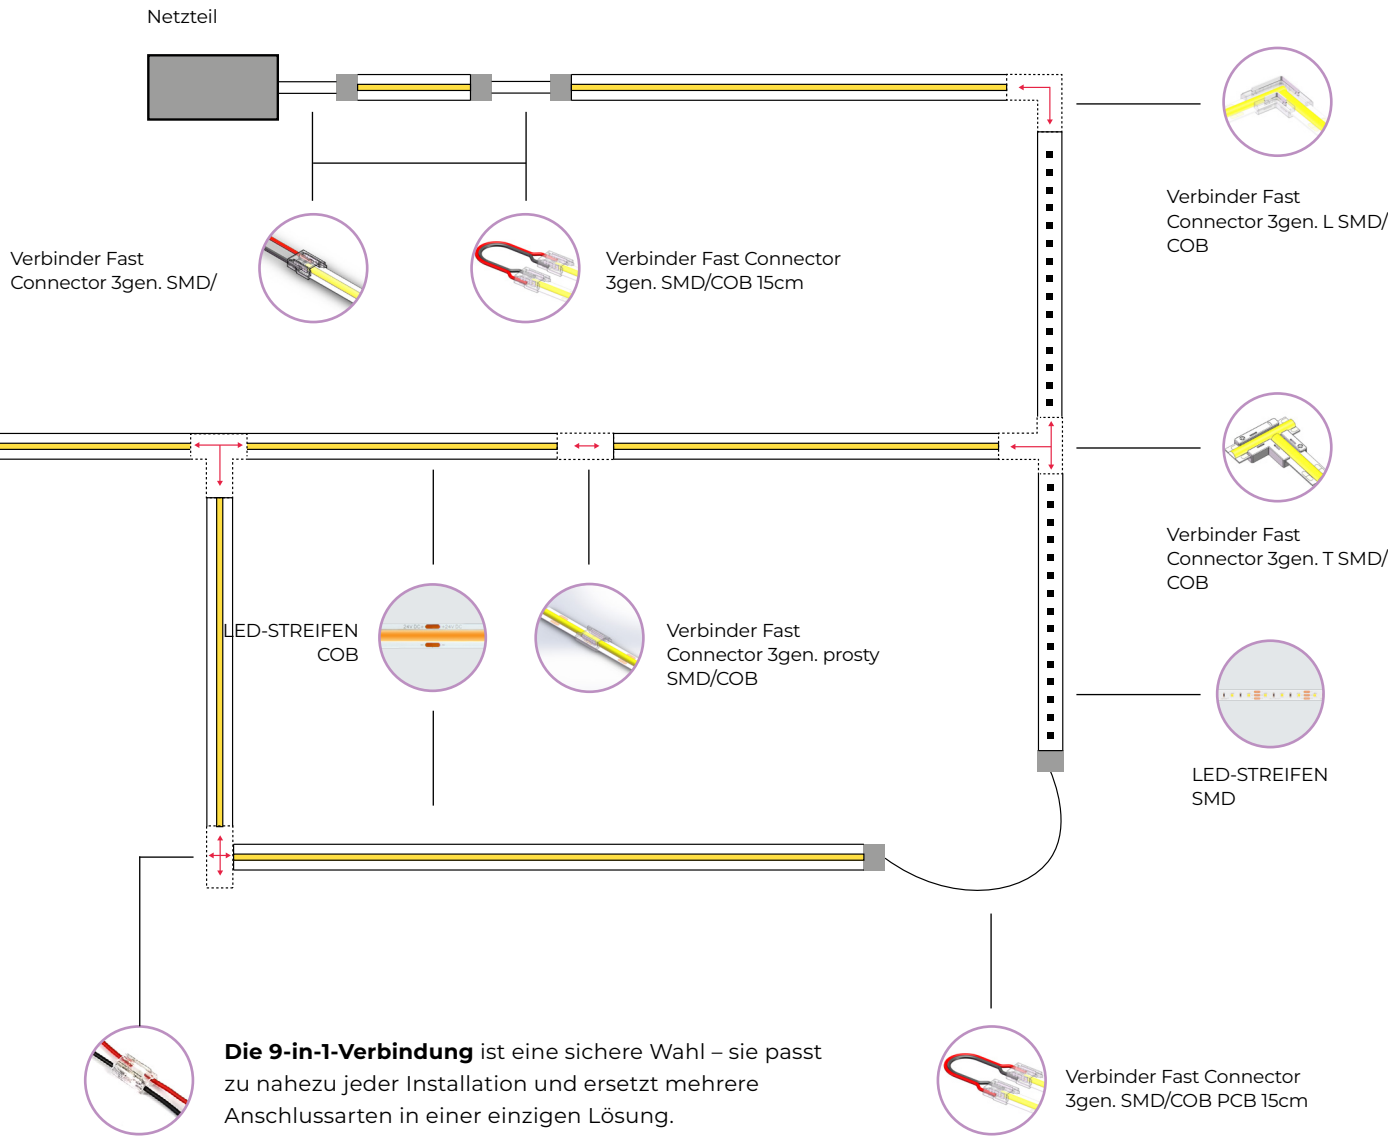 Netzteil
Verbinder Fast
Connector 3gen. L SMD/
COB
Verbinder Fast
Connector 3gen. SMD/
Verbinder Fast Connector
3gen. SMD/COB 15cm
Verbinder Fast
Connector 3gen. T SMD/
COB
LED-STREIFEN
COB
Verbinder Fast
Connector 3gen. prosty
SMD/COB
LED-STREIFEN
SMD
Die 9-in-1-Verbindung ist eine sichere Wahl – sie passt
zu nahezu jeder Installation und ersetzt mehrere
Anschlussarten in einer einzigen Lösung.
Verbinder Fast Connector
3gen. SMD/COB PCB 15cm